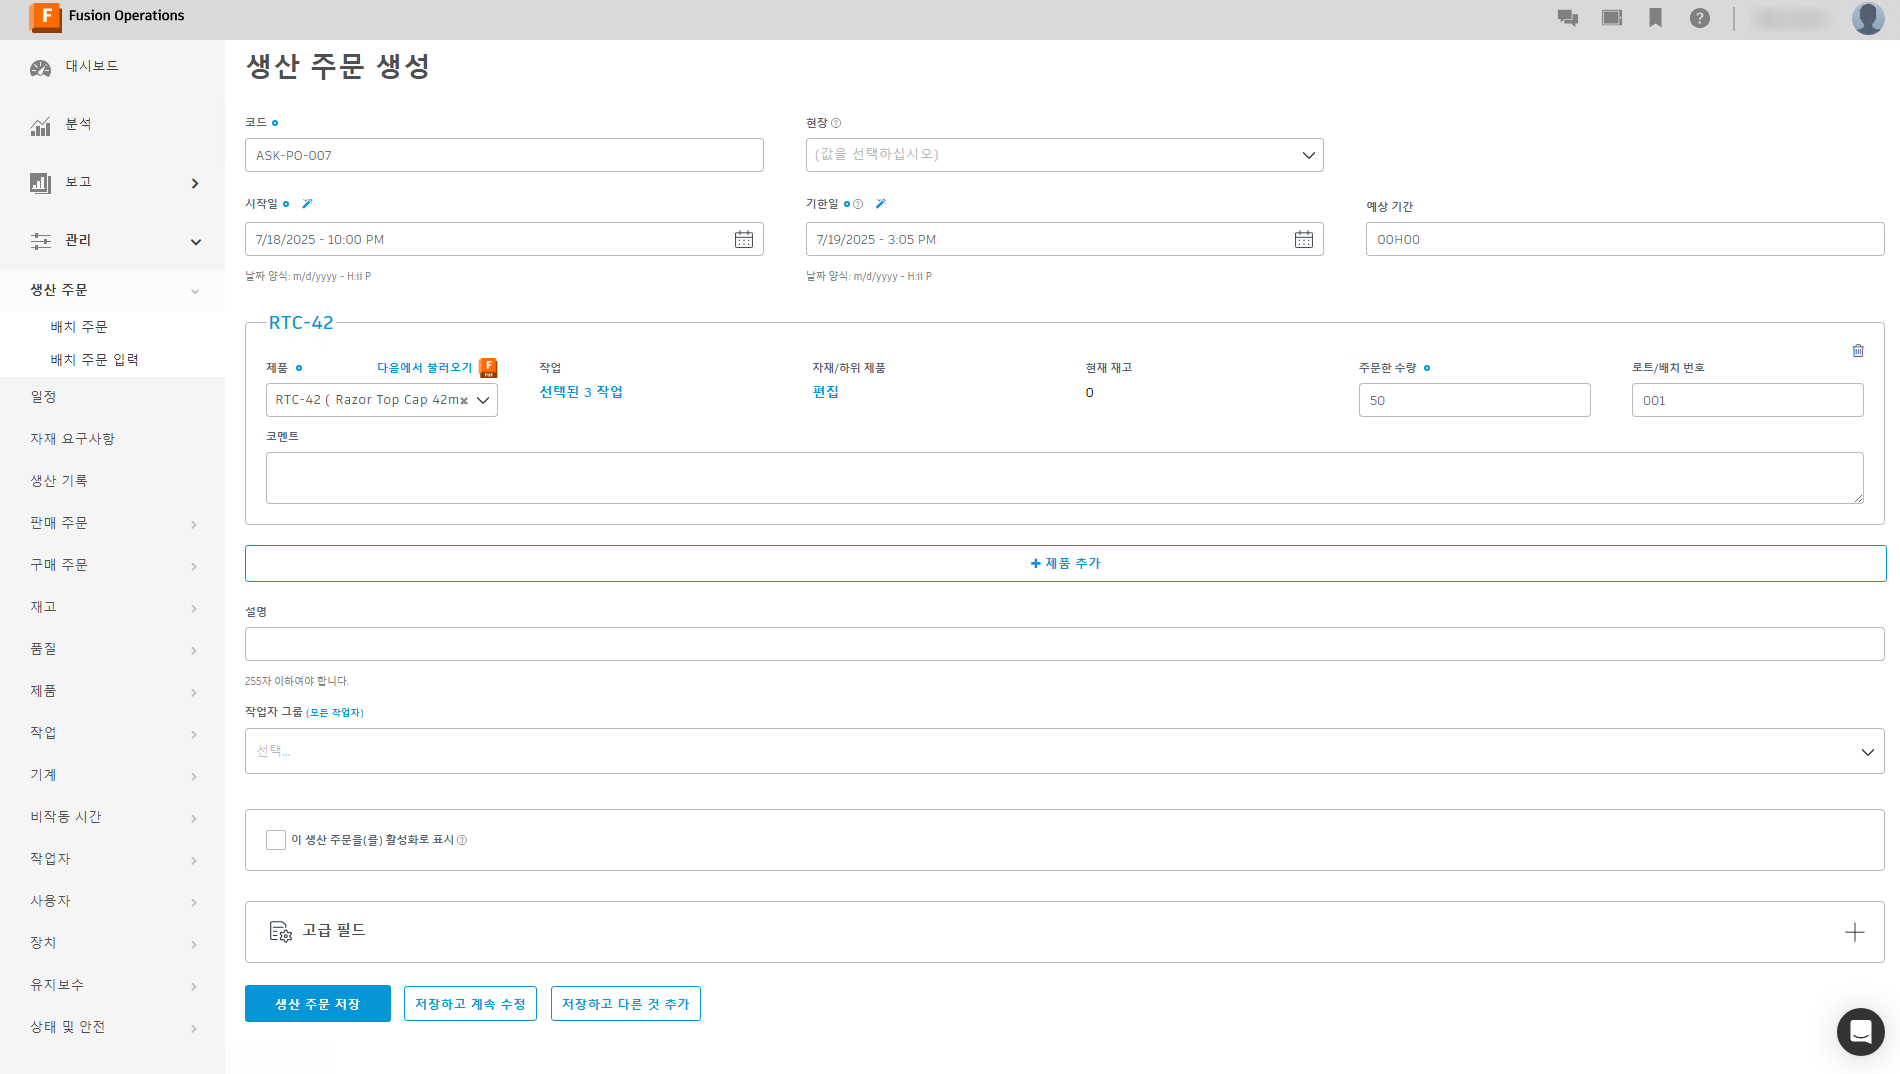 Fusion Operations
대시보드
분석
보고
관리
생산 주문
배치 주문
배치 주문 입력
일정
자재 요구사항
생산 기록
판매 주문
구매 주문
재고
품질
제품
작업
기계
비작동 시간
작업자
사용자
장치
유지보수
상태 및 안전
생산 주문 생성
코드
현장
ASK-PO-007
(값을 선택하십시오)
시작일
기한일
예상 기간
7/18/2025 - 10:00 PM
7/19/2025 - 3:05 PM
00H00
날짜 양식: m/d/yyyy - H:ii P
날짜 양식: m/d/yyyy - H:ii P
RTC-42
제품
다음에서 불러오기
작업
자재/하위 제품
현재 재고
주문한 수량
로트/배치 번호
RTC-42 ( Razor Top Cap 42m
선택된 3 작업
편집
0
50
001
코멘트
+ 제품 추가
설명
255자 이하여야 합니다.
작업자 그룹 (모든 작업자)
선택...
이 생산 주문을(를) 활성화로 표시
고급 필드
생산 주문 저장
저장하고 계속 수정
저장하고 다른 것 추가